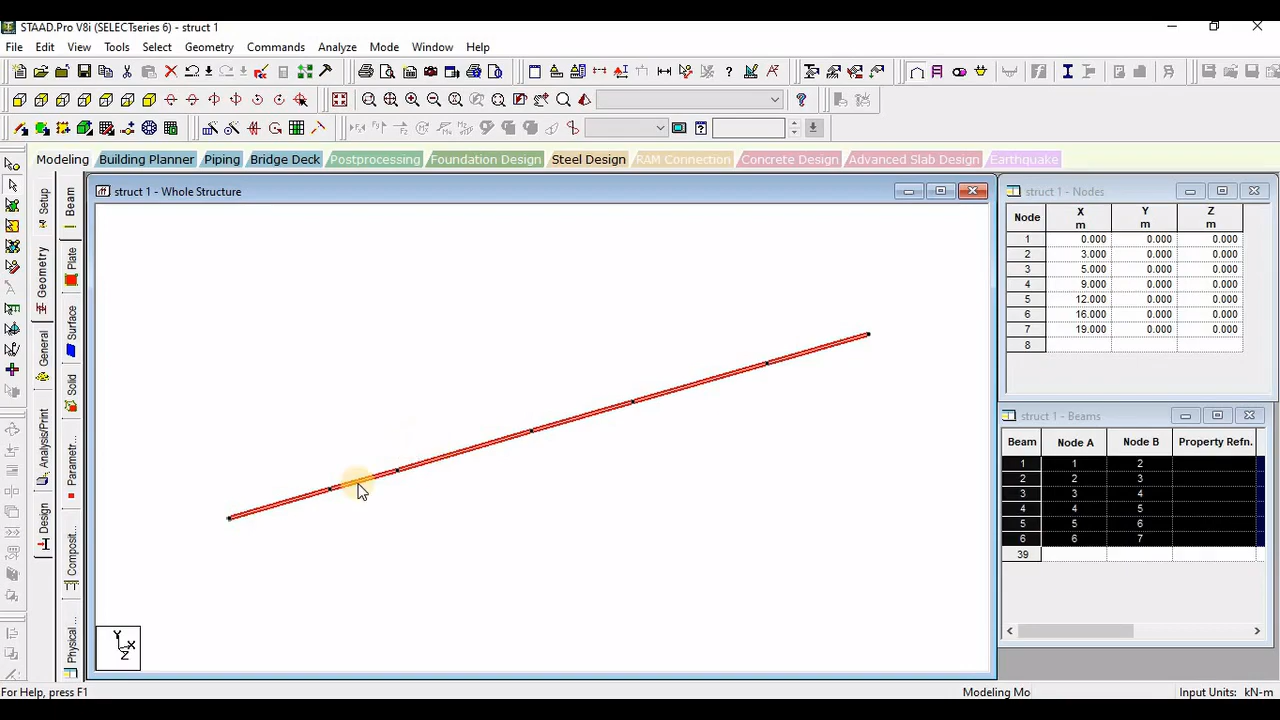 STAAD.Pro V8i (SELECTseries 6) - struct 1
File Edit View Tools Select Geometry Commands Analyze Mode Window Help
Modeling Building Planner Piping Bridge Deck Postprocessing Foundation Design Steel Design RAM Connection Concrete Design Advanced Slab Design Earthquake
Setup
Geometry
General
Analysis/Print
Design
Beam
Plate
Surface
Solid
Parametr...
Composit...
Physical ...
struct 1 - Whole Structure
Y
X
Z
struct 1 - Nodes
Node X m Y m Z m
1 0.000 0.000 0.000
2 3.000 0.000 0.000
3 5.000 0.000 0.000
4 9.000 0.000 0.000
5 12.000 0.000 0.000
6 16.000 0.000 0.000
7 19.000 0.000 0.000
8
struct 1 - Beams
Beam Node A Node B Property Refn.
1 1 2
2 2 3
3 3 4
4 4 5
5 5 6
6 6 7
39
For Help, press F1
Modeling Mo
Input Units: kN-m